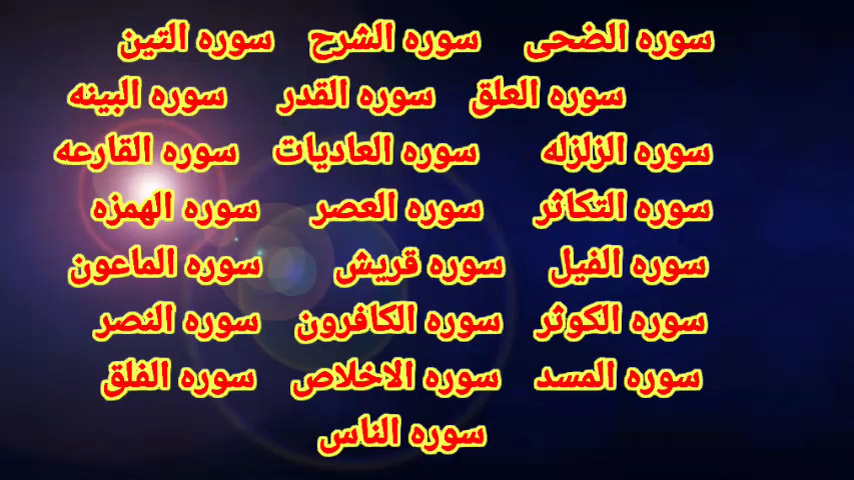 سوره الضحى سوره الشرح سوره التين
سوره العلق سوره القدر سوره البينه
سوره الزلزله سوره العاديات سوره القارعه
سوره التكاثر سوره العصر سوره الهمزه
سوره الفيل سوره قريش سوره الماعون
سوره الكوثر سوره الكافرون سوره النصر
سوره المسد سوره الاخلاص سوره الفلق
سوره الناس